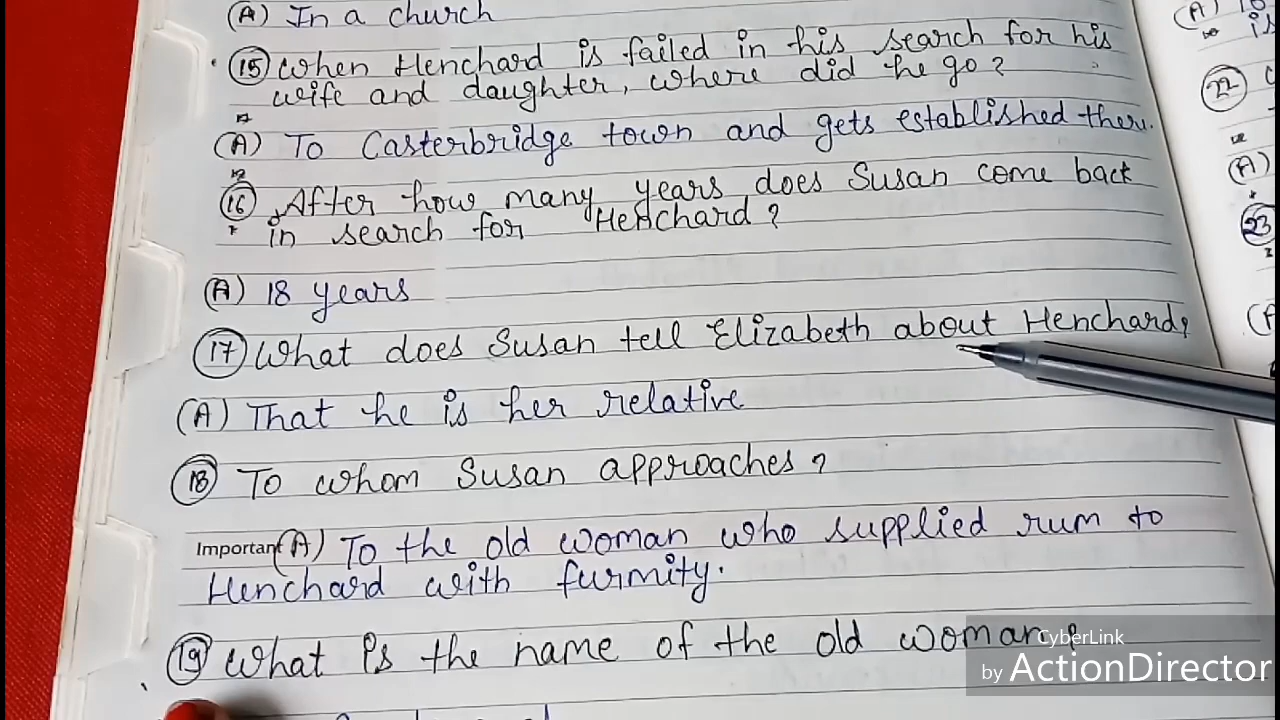 (A) In a church
(15) When Henchard is failed in his search for his
wife and daughter, where did he go?
(A) To Casterbridge town and gets established there.
(16) After how many years does Susan come back
in search for Henchard?
(A) 18 years
(17) What does Susan tell Elizabeth about Henchard?
(A) That he is her relative
(18) To whom Susan approaches?
Important (A) To the old woman who supplied rum to
Henchard with furmity.
(19) What is the name of the old woman?
(A)
is
(22)
(A)
(23)
CyberLink
by ActionDirector